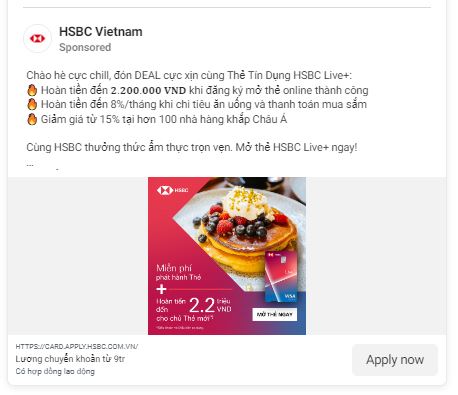 HSBC Vietnam
Sponsored
Chào hè cực chill, đón DEAL cực xịn cùng Thẻ Tín Dụng HSBC Live+:
🔥 Hoàn tiền đến 2.200.000 VND khi đăng ký mở thẻ online thành công
🔥 Hoàn tiền đến 8%/tháng khi chi tiêu ăn uống và thanh toán mua sắm
🔥 Giảm giá từ 15% tại hơn 100 nhà hàng khắp Châu Á
Cùng HSBC thưởng thức ẩm thực trọn vẹn. Mở thẻ HSBC Live+ ngay!
...
HSBC
Miễn phí
phát hành Thẻ
+
Hoàn tiền
đến
2.2 triệu VND
cho chủ Thẻ mới*
Live+
VISA
MỞ THẺ NGAY
HTTPS://CARD.APPLY.HSBC.COM.VN/
Lương chuyển khoản từ 9tr
Có hợp đồng lao động
Apply now